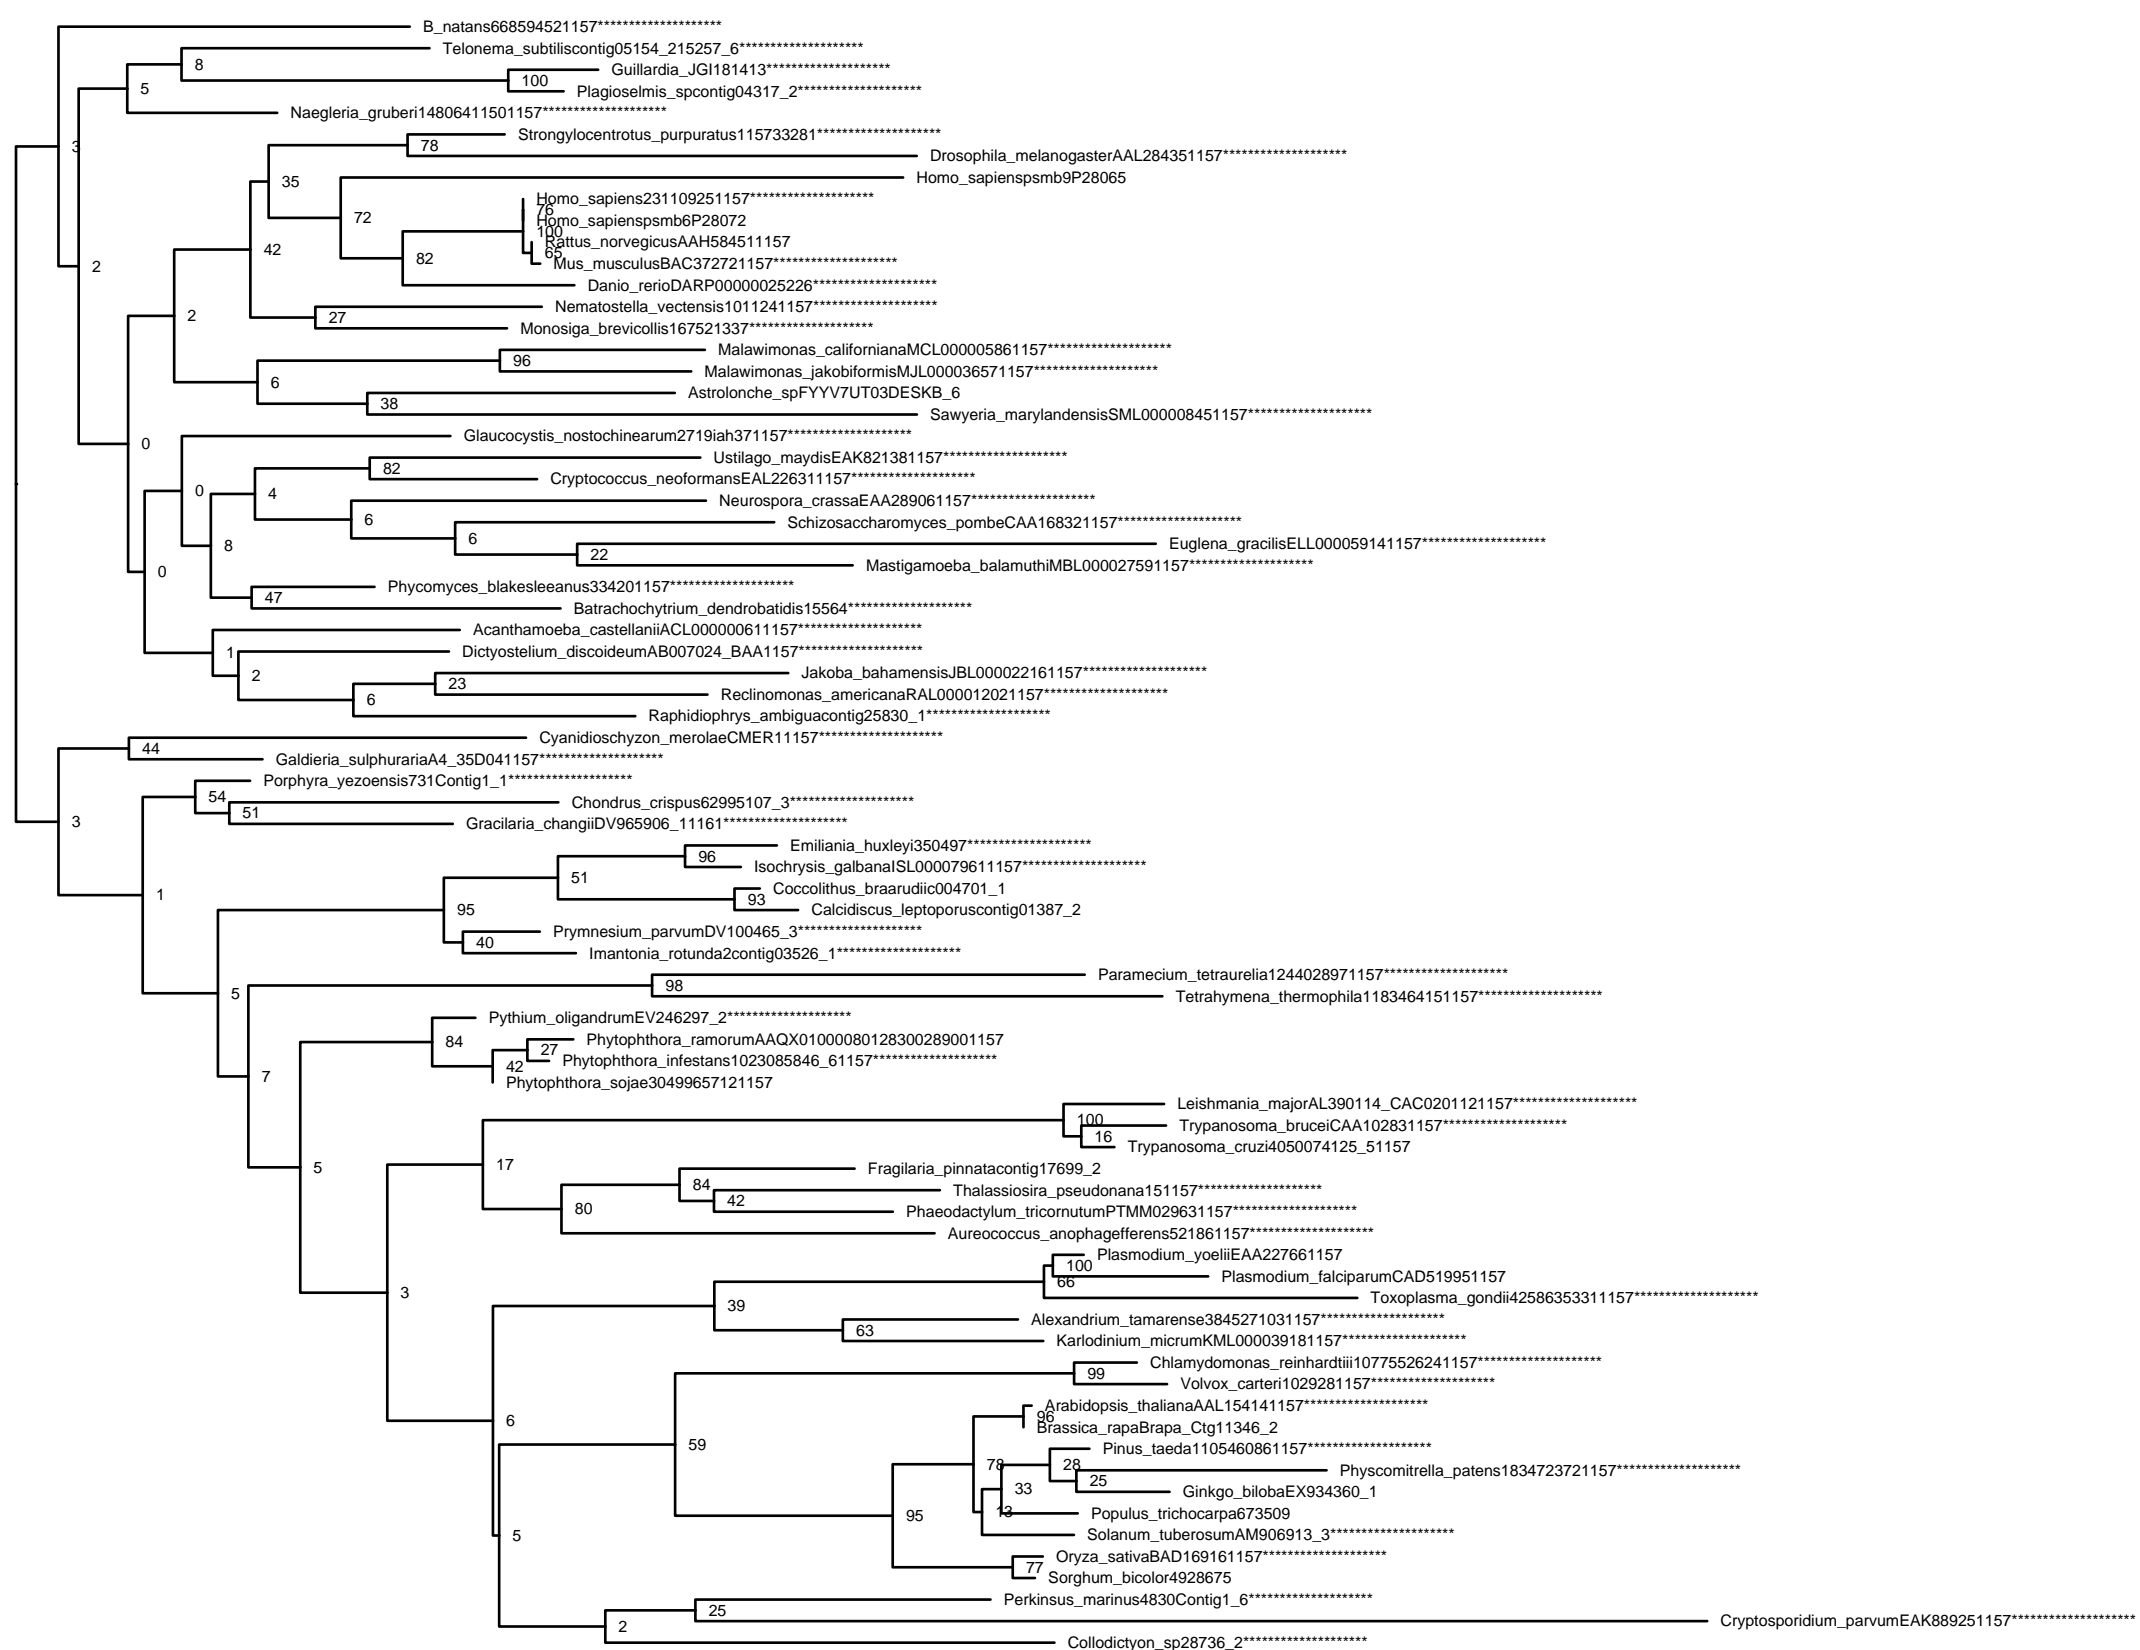 B_natans668594521157********************
Telonema_subtiliscontig05154_215257_6********************
8
Guillardia_JGI181413********************
100
Plagioselmis_spcontig04317_2********************
5
Naegleria_gruberi14806411501157********************
Strongylocentrotus_purpuratus115733281********************
3
78
Drosophila_melanogasterAAL284351157********************
Homo_sapienspsmb9P28065
35
Homo_sapiens231109251157********************
76
72
Homo_sapienspsmb6P28072
100
Rattus_norvegicusAAH584511157
42
65
82
Mus_musculusBAC372721157********************
2
Danio_rerioDARP00000025226********************
Nematostella_vectensis1011241157********************
2
27
Monosiga_brevicollis167521337********************
Malawimonas_californianaMCL000005861157********************
96
Malawimonas_jakobiformisMJL000036571157********************
6
Astrolonche_spFYYV7UT03DESKB_6
38
Sawyeria_marylandensisSML000008451157********************
Glaucocystis_nostochinearum2719iah371157********************
0
Ustilago_maydisEAK821381157********************
82
Cryptococcus_neoformansEAL226311157********************
0
4
Neurospora_crassaEAA289061157********************
6
Schizosaccharomyces_pombeCAA168321157********************
6
Euglena_gracilisELL000059141157********************
8
22
Mastigamoeba_balamuthiMBL000027591157********************
0
Phycomyces_blakesleeanus334201157********************
47
Batrachochytrium_dendrobatidis15564********************
Acanthamoeba_castellaniiACL000000611157********************
1
Dictyostelium_discoideumAB007024_BAA1157********************
2
Jakoba_bahamensisJBL000022161157********************
23
Reclinomonas_americanaRAL000012021157********************
6
Raphidiophrys_ambiguacontig25830_1********************
Cyanidioschyzon_merolaeCMER11157********************
44
Galdieria_sulphurariaA4_35D041157********************
Porphyra_yezoensis731Contig1_1********************
54
Chondrus_crispus62995107_3********************
51
3
Gracilaria_changiiDV965906_11161********************
Emiliania_huxleyi350497********************
96
Isochrysis_galbanaISL000079611157********************
51
Coccolithus_braarudiic004701_1
1
93
95
Calcidiscus_leptoporuscontig01387_2
Prymnesium_parvumDV100465_3********************
40
Imantonia_rotunda2contig03526_1********************
Paramecium_tetraurelia1244028971157********************
98
5
Tetrahymena_thermophila1183464151157********************
Pythium_oligandrumEV246297_2********************
84
Phytophthora_ramorumAAQX01000080128300289001157
27
Phytophthora_infestans1023085846_61157********************
42
7
Phytophthora_sojae30499657121157
Leishmania_majorAL390114_CAC0201121157********************
100
Trypanosoma_bruceiCAA102831157********************
16
Trypanosoma_cruzi4050074125_51157
17
5
Fragilaria_pinnatacontig17699_2
84
Thalassiosira_pseudonana151157********************
42
80
Phaeodactylum_tricornutumPTMM029631157********************
Aureococcus_anophagefferens521861157********************
Plasmodium_yoeliiEAA227661157
100
Plasmodium_falciparumCAD519951157
66
3
Toxoplasma_gondii42586353311157********************
39
Alexandrium_tamarense3845271031157********************
63
Karlodinium_micrumKML000039181157********************
Chlamydomonas_reinhardtiii10775526241157********************
99
Volvox_carteri1029281157********************
Arabidopsis_thalianaAAL154141157********************
96
6
Brassica_rapaBrapa_Ctg11346_2
59
Pinus_taeda1105460861157********************
78
28
Physcomitrella_patens1834723721157********************
25
33
Ginkgo_bilobaEX934360_1
13
95
Populus_trichocarpa673509
5
Solanum_tuberosumAM906913_3********************
Oryza_sativaBAD169161157********************
77
Sorghum_bicolor4928675
Perkinsus_marinus4830Contig1_6********************
25
Cryptosporidium_parvumEAK889251157********************
2
Collodictyon_sp28736_2********************